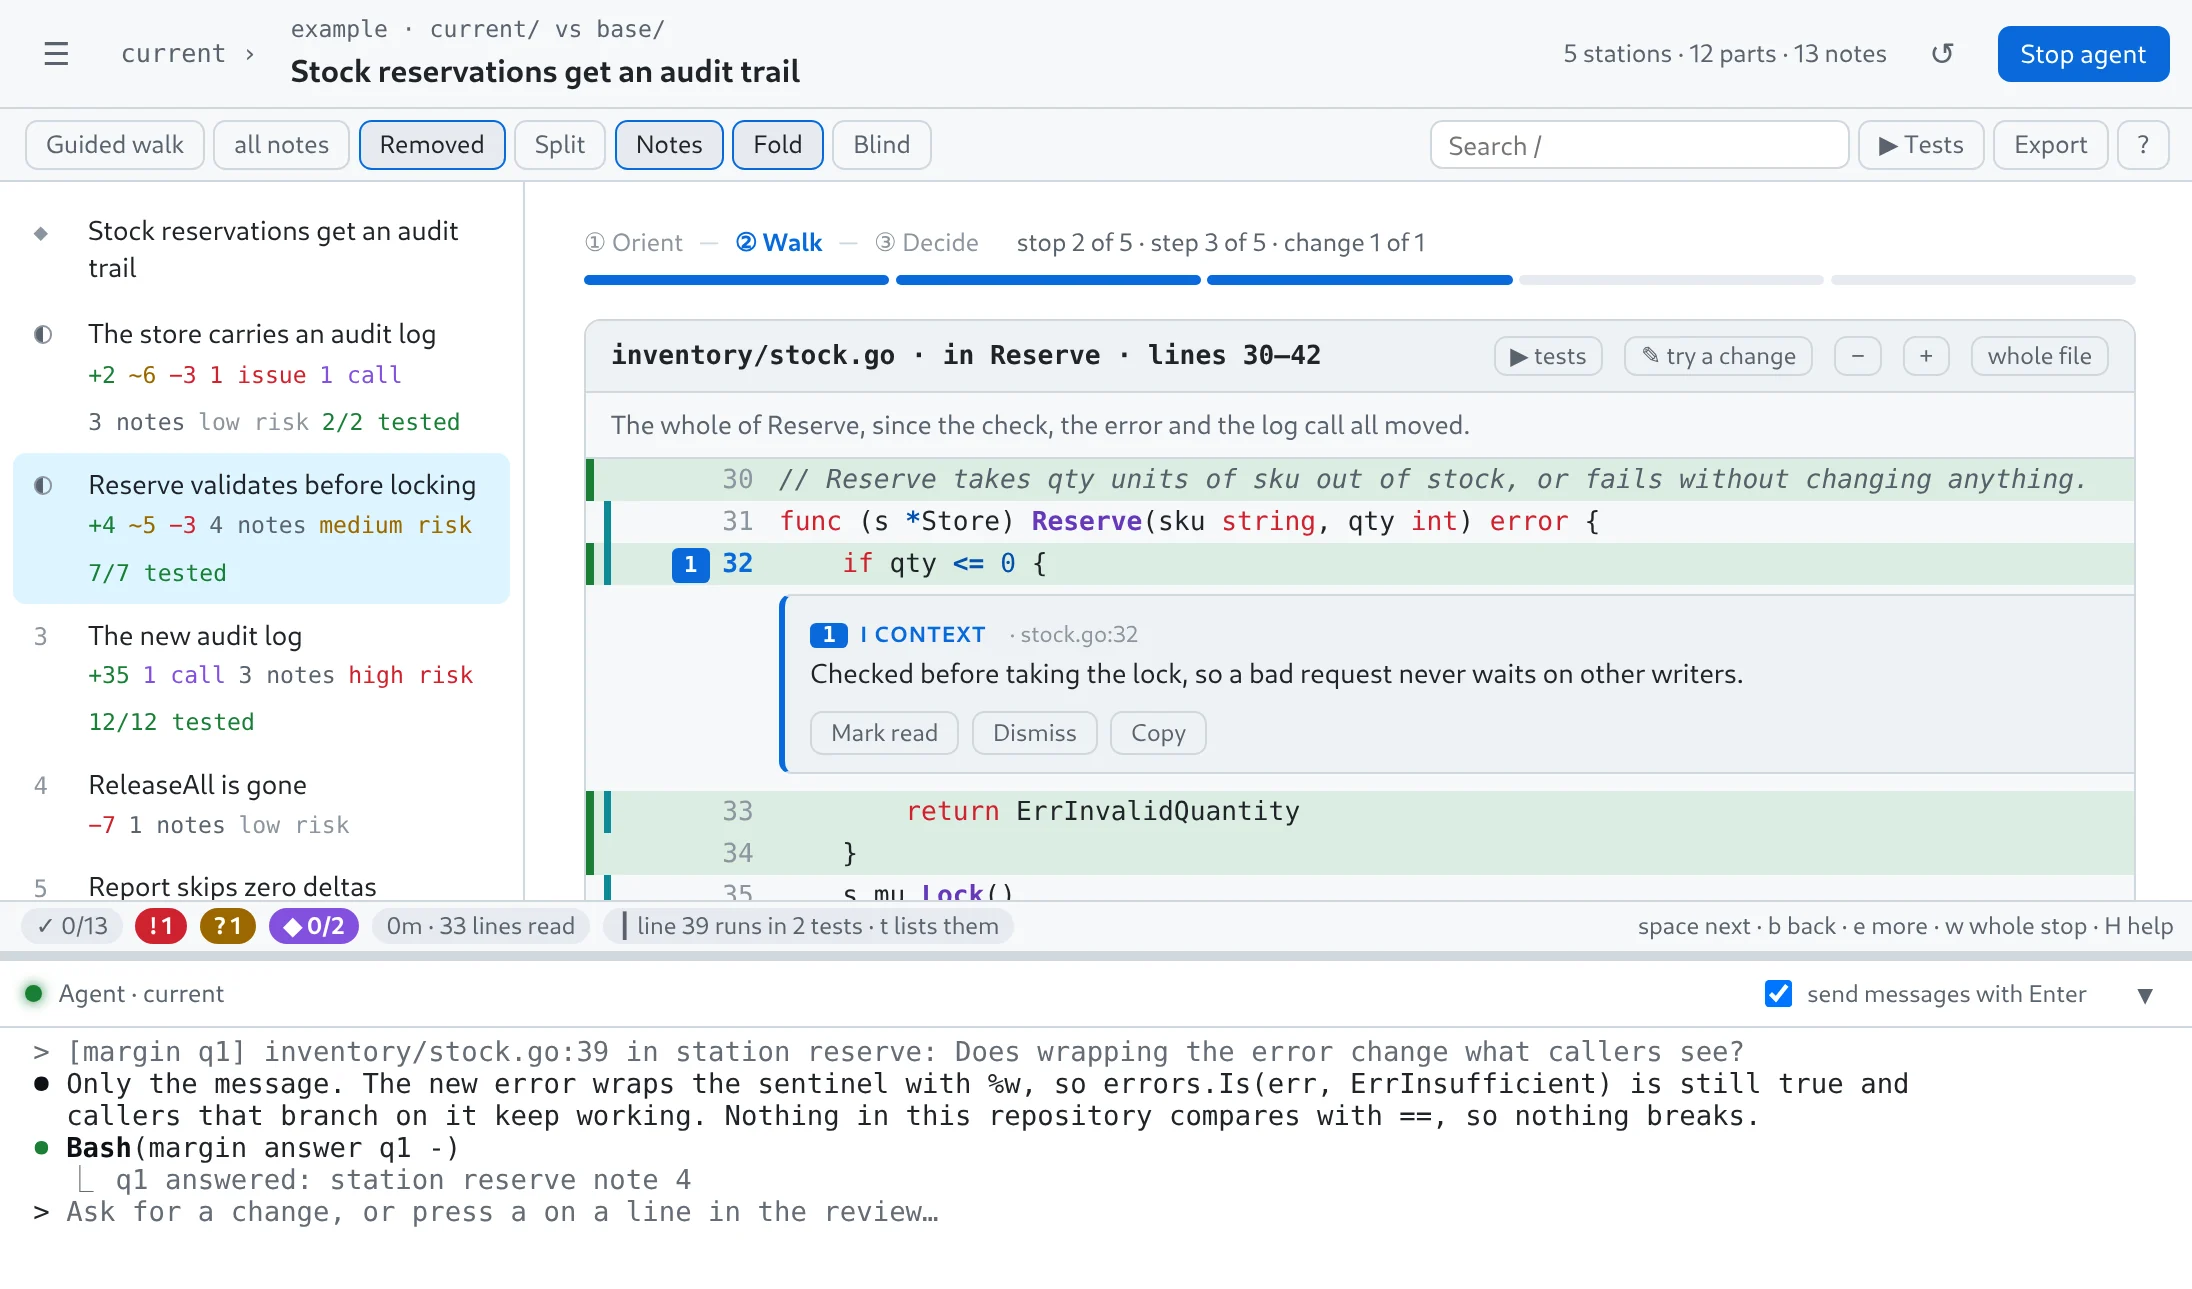 ☰ current › example · current/ vs base/
Stock reservations get an audit trail
5 stations · 12 parts · 13 notes ↺ Stop agent
Guided walk all notes Removed Split Notes Fold Blind Search / ▶ Tests Export ?
◆ Stock reservations get an audit
trail
◐ The store carries an audit log
+2 ~6 −3 1 issue 1 call
3 notes low risk 2/2 tested
◐ Reserve validates before locking
+4 ~5 −3 4 notes medium risk
7/7 tested
3 The new audit log
+35 1 call 3 notes high risk
12/12 tested
4 ReleaseAll is gone
−7 1 notes low risk
5 Report skips zero deltas
① Orient — ② Walk — ③ Decide stop 2 of 5 · step 3 of 5 · change 1 of 1
inventory/stock.go · in Reserve · lines 30–42 ▶ tests ✎ try a change − + whole file
The whole of Reserve, since the check, the error and the log call all moved.
30 // Reserve takes qty units of sku out of stock, or fails without changing anything.
31 func (s *Store) Reserve(sku string, qty int) error {
1 32 if qty <= 0 {
1 I CONTEXT · stock.go:32
Checked before taking the lock, so a bad request never waits on other writers.
Mark read Dismiss Copy
33 return ErrInvalidQuantity
34 }
35 s.mu.Lock()
✓ 0/13 ! 1 ? 1 ◆ 0/2 0m · 33 lines read ┃ line 39 runs in 2 tests · t lists them space next · b back · e more · w whole stop · H help
Agent · current send messages with Enter ▼
> [margin q1] inventory/stock.go:39 in station reserve: Does wrapping the error change what callers see?
● Only the message. The new error wraps the sentinel with %w, so errors.Is(err, ErrInsufficient) is still true and
callers that branch on it keep working. Nothing in this repository compares with ==, so nothing breaks.
● Bash(margin answer q1 -)
⎿ q1 answered: station reserve note 4
> Ask for a change, or press a on a line in the review…